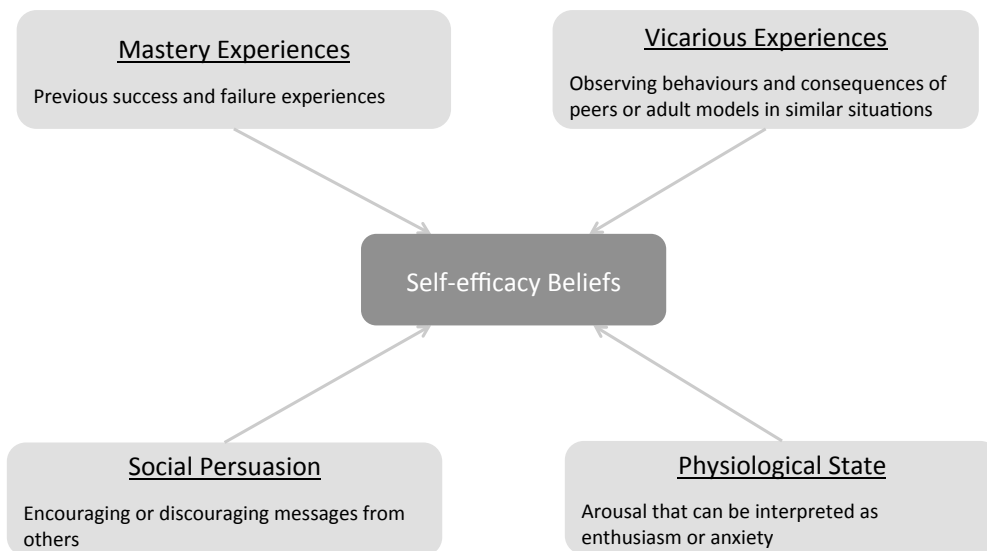 Mastery Experiences
Previous success and failure experiences
Vicarious Experiences
Observing behaviours and consequences of
peers or adult models in similar situations
Self-efficacy Beliefs
Social Persuasion
Encouraging or discouraging messages from
others
Physiological State
Arousal that can be interpreted as
enthusiasm or anxiety